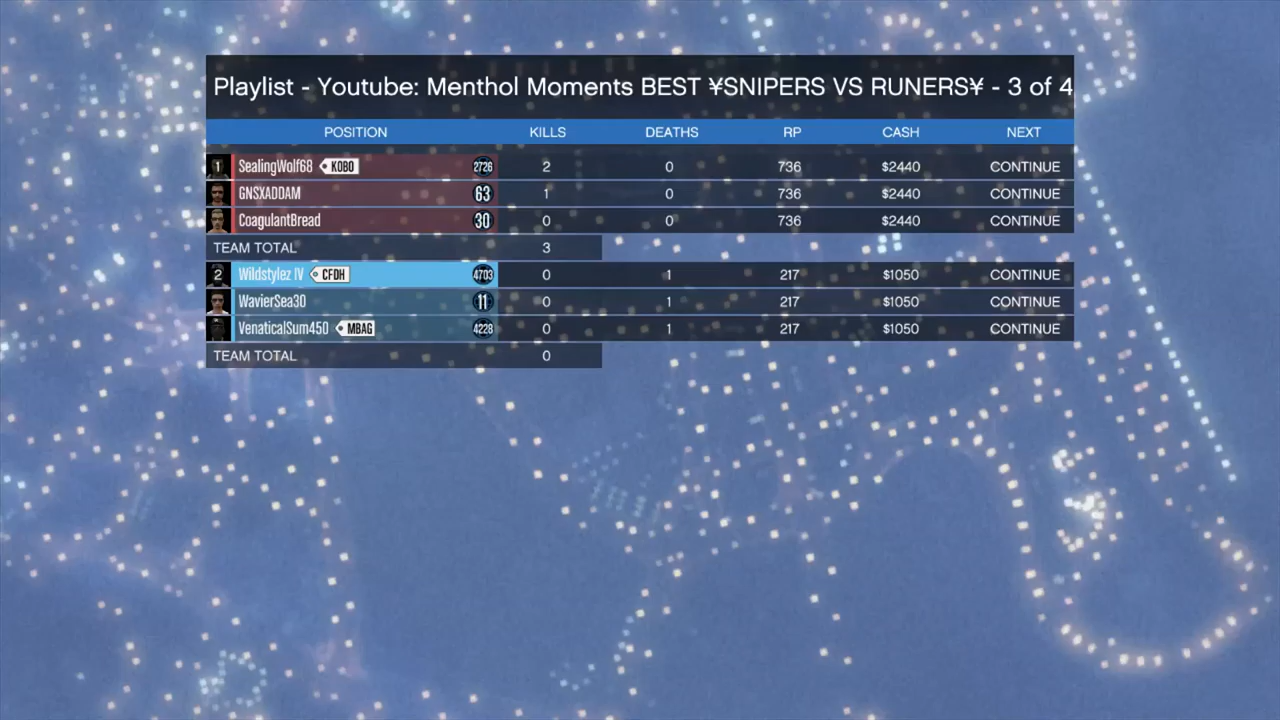 Playlist - Youtube: Menthol Moments BEST ¥SNIPERS VS RUNERS¥ - 3 of 4
POSITION KILLS DEATHS RP CASH NEXT
1 SealingWolf68 KOBO 2726 2 0 736 $2440 CONTINUE
GNSXADDAM 63 1 0 736 $2440 CONTINUE
CoagulantBread 30 0 0 736 $2440 CONTINUE
TEAM TOTAL 3
2 Wildstylez IV CFDH 4703 0 1 217 $1050 CONTINUE
WavierSea30 11 0 1 217 $1050 CONTINUE
VenaticalSum450 MBAG 4228 0 1 217 $1050 CONTINUE
TEAM TOTAL 0